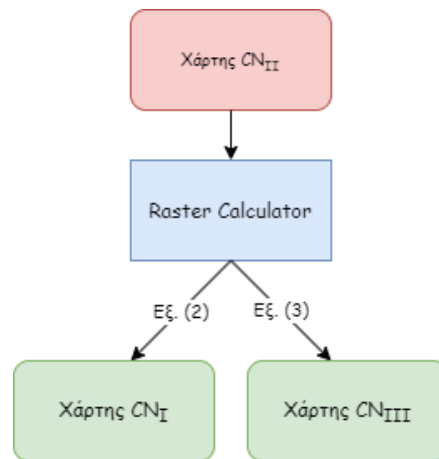 Χάρτης CN_II
Raster Calculator
Εξ. (2)
Εξ. (3)
Χάρτης CN_I
Χάρτης CN_III